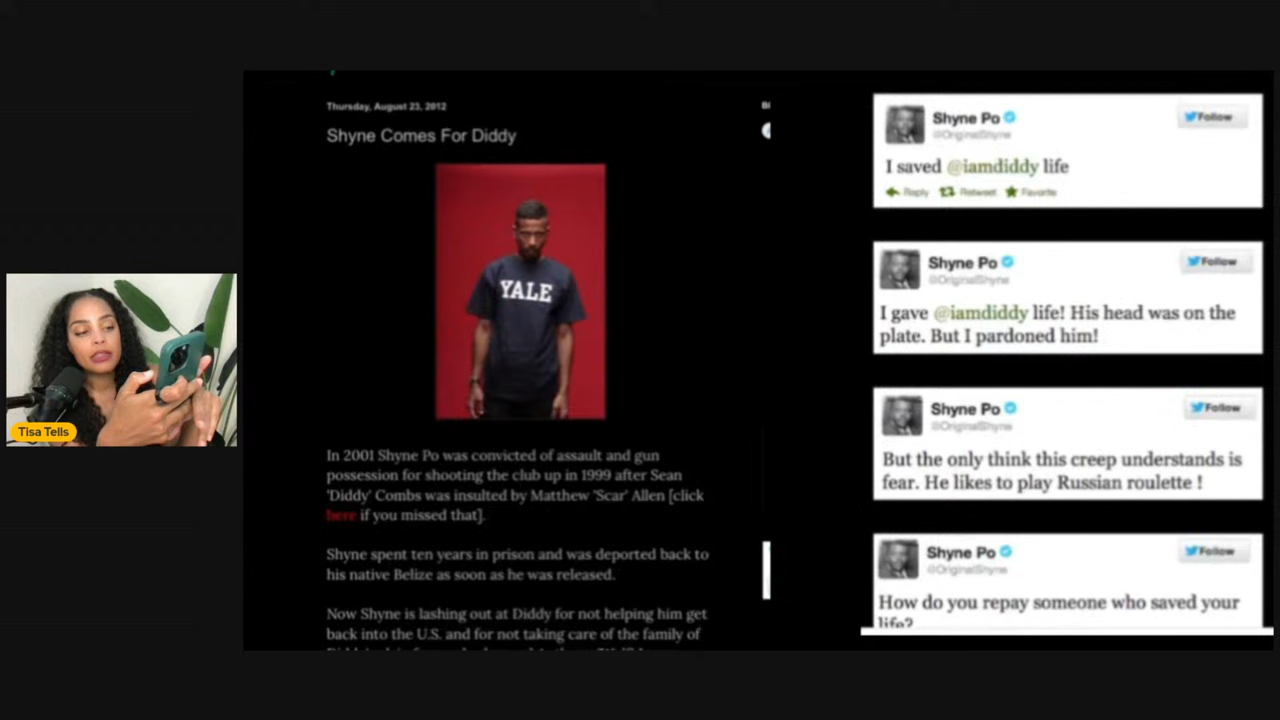 Thursday, August 23, 2012
Shyne Comes For Diddy
YALE
In 2001 Shyne Po was convicted of assault and gun
possession for shooting the club up in 1999 after Sean
'Diddy' Combs was insulted by Matthew 'Scar' Allen [click
here if you missed that].
Shyne spent ten years in prison and was deported back to
his native Belize as soon as he was released.
Now Shyne is lashing out at Diddy for not helping him get
back into the U.S. and for not taking care of the family of
Tisa Tells
Shyne Po
@OriginalShyne
Follow
I saved @iamdiddy life
Reply Retweet Favorite
Shyne Po
@OriginalShyne
Follow
I gave @iamdiddy life! His head was on the
plate. But I pardoned him!
Shyne Po
@OriginalShyne
Follow
But the only think this creep understands is
fear. He likes to play Russian roulette !
Shyne Po
@OriginalShyne
Follow
How do you repay someone who saved your
life?